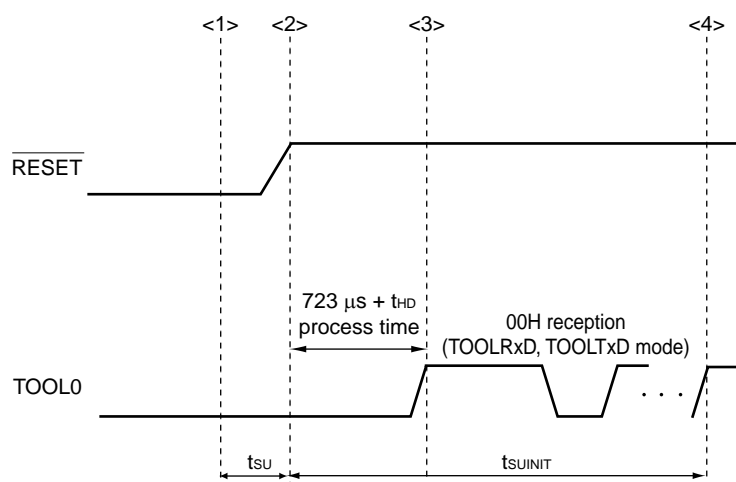 <1> <2> <3> <4>
RESET
723 μs + tHD
process time
00H reception
(TOOLRxD, TOOLTxD mode)
TOOL0
. . .
tSU tSUINIT